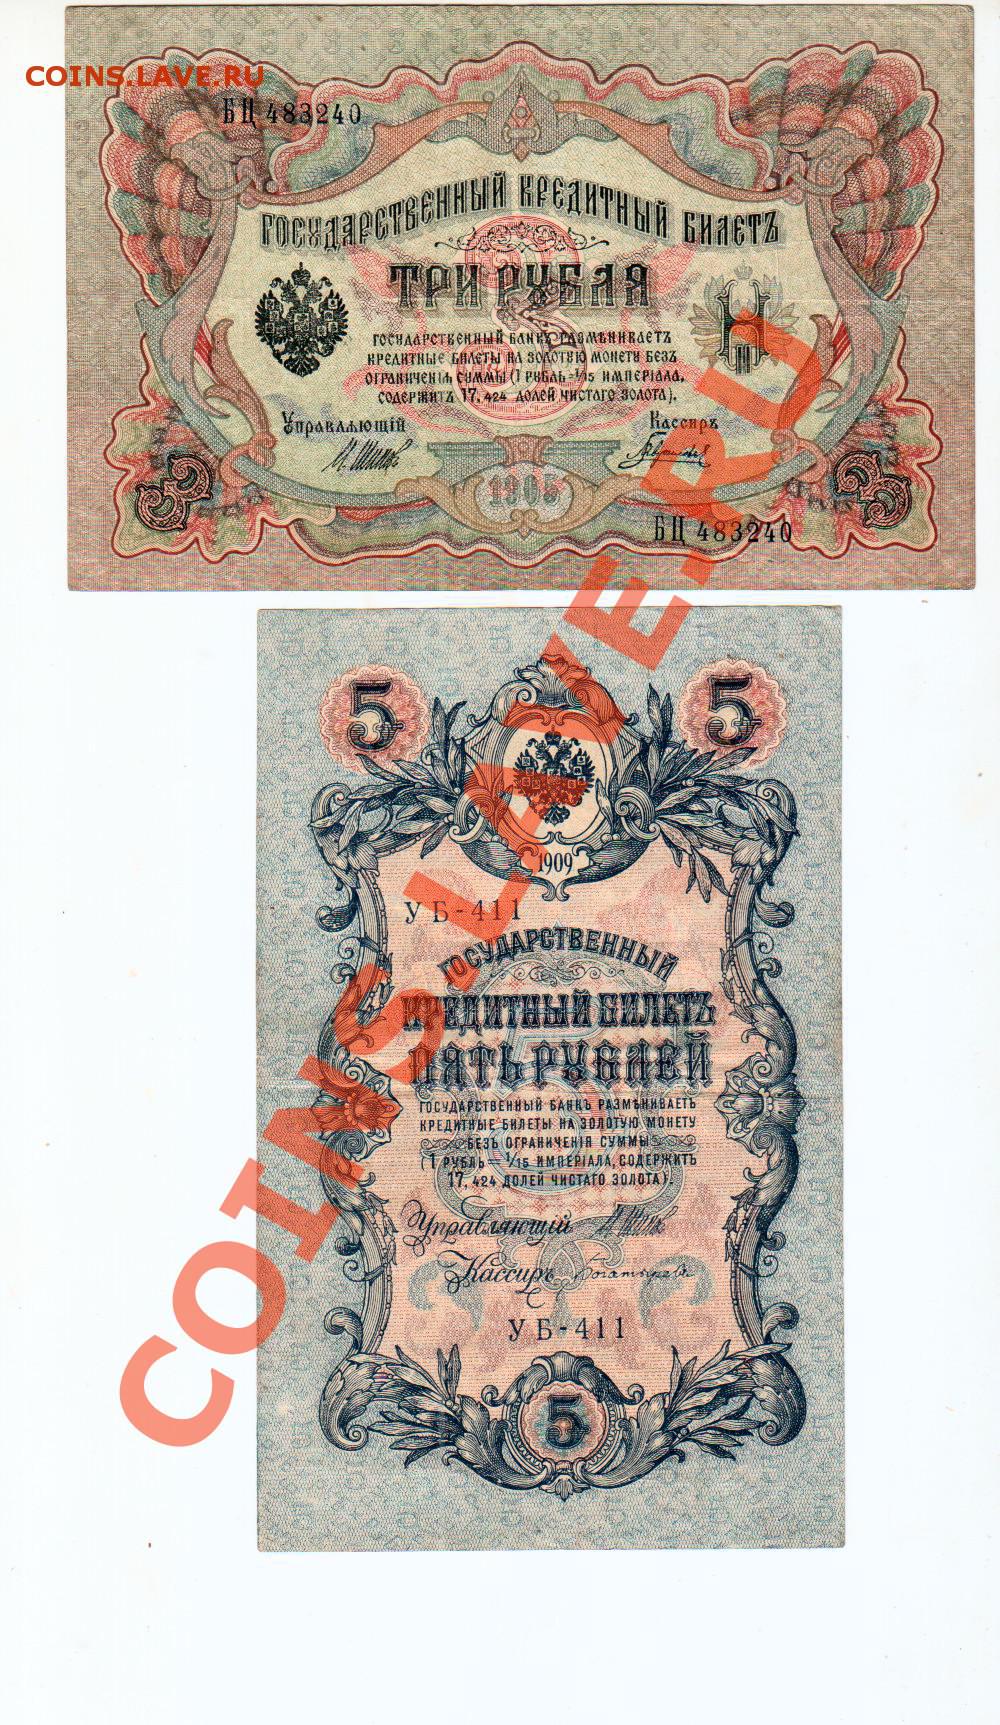 COINS.LAVE.RU
БЦ 483240
ГОСУДАРСТВЕННЫЙ КРЕДИТНЫЙ БИЛЕТЪ
ТРИ РУБЛЯ
ГОСУДАРСТВЕННЫЙ БАНКЪ РАЗМѢНИВАЕТЪ
КРЕДИТНЫЕ БИЛЕТЫ НА ЗОЛОТУЮ МОНЕТУ БЕЗЪ
ОГРАНИЧЕНІЯ СУММЫ (1 РУБЛЬ=1/15 ИМПЕРІАЛА,
СОДЕРЖИТЪ 17,424 ДОЛЕЙ ЧИСТАГО ЗОЛОТА).
Управляющій Кассиръ
3 1905 3
БЦ 483240
5 5
1909
УБ-411
ГОСУДАРСТВЕННЫЙ
КРЕДИТНЫЙ БИЛЕТЪ
ПЯТЬ РУБЛЕЙ
ГОСУДАРСТВЕННЫЙ БАНКЪ РАЗМѢНИВАЕТЪ
КРЕДИТНЫЕ БИЛЕТЫ НА ЗОЛОТУЮ МОНЕТУ
БЕЗЪ ОГРАНИЧЕНІЯ СУММЫ
(1 РУБЛЬ=1/15 ИМПЕРІАЛА, СОДЕРЖИТЪ
17,424 ДОЛЕЙ ЧИСТАГО ЗОЛОТА).
Управляющій
Кассиръ
УБ-411
5
COINS.LAVE.RU